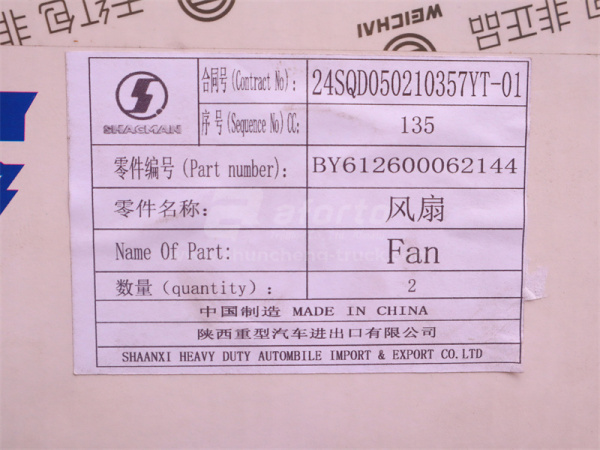 无红包
WEICHAI
非正品
SHACMAN
合同号(Contract No): 24SQD050210357YT-01
序号(Sequence No)CC: 135
零件编号(Part number): BY612600062144
零件名称: 风扇
Name Of Part: Fan
数量(quantity): 2
中国制造 MADE IN CHINA
陕西重型汽车进出口有限公司
SHAANXI HEAVY DUTY AUTOMBILE IMPORT & EXPORT CO.LTD